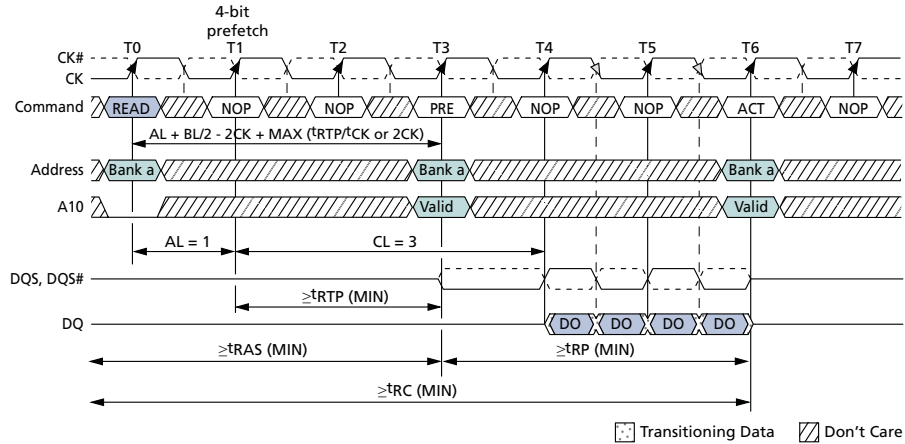 4-bit
prefetch
T0 T1 T2 T3 T4 T5 T6 T7
CK#
CK
Command READ NOP NOP PRE NOP NOP ACT NOP
AL + BL/2 - 2CK + MAX (tRTP/tCK or 2CK)
Address Bank a Bank a Bank a
A10 Valid Valid
AL = 1 CL = 3
DQS, DQS#
≥tRTP (MIN)
DQ DO DO DO DO
≥tRAS (MIN) ≥tRP (MIN)
≥tRC (MIN)
Transitioning Data Don't Care